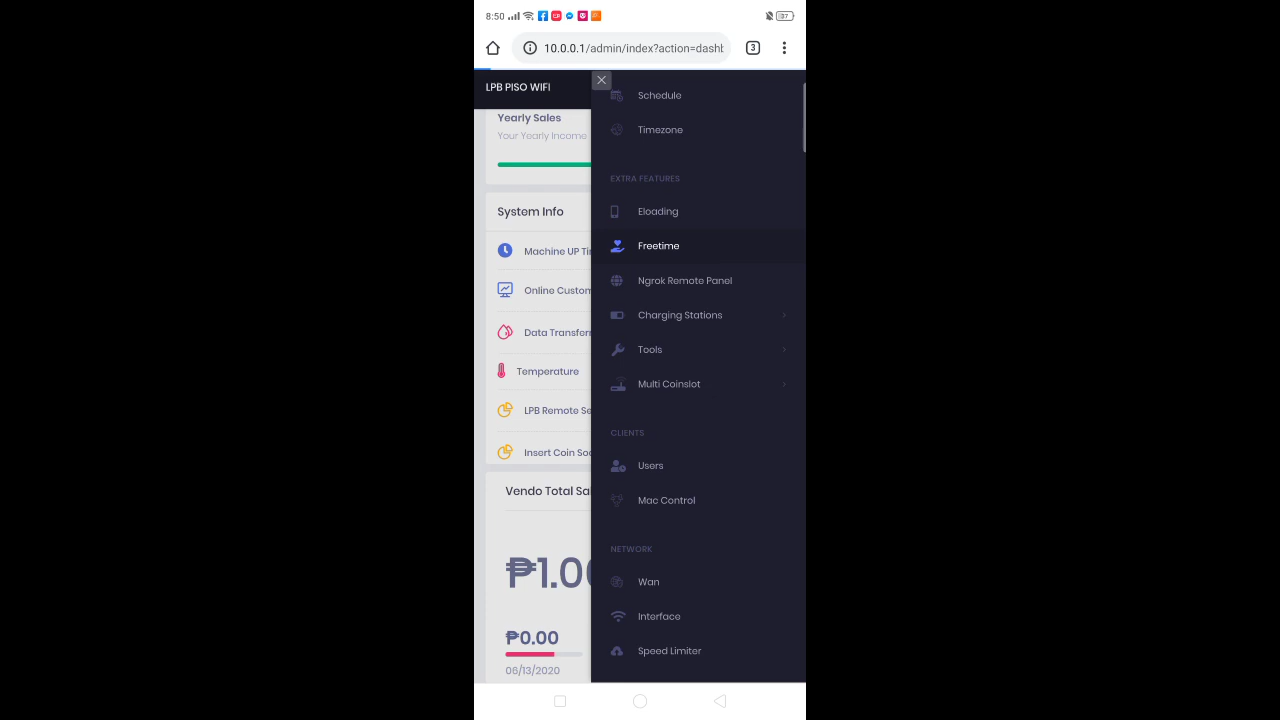 8:50
37
10.0.0.1/admin/index?action=dasht
3
LPB PISO WIFI
Yearly Sales
Your Yearly Income
System Info
Machine UP Ti
Online Custom
Data Transfer
Temperature
LPB Remote Se
Insert Coin Soc
Vendo Total Sa
₱1.0
₱0.00
06/13/2020
Schedule
Timezone
EXTRA FEATURES
Eloading
Freetime
Ngrok Remote Panel
Charging Stations
Tools
Multi Coinslot
CLIENTS
Users
Mac Control
NETWORK
Wan
Interface
Speed Limiter